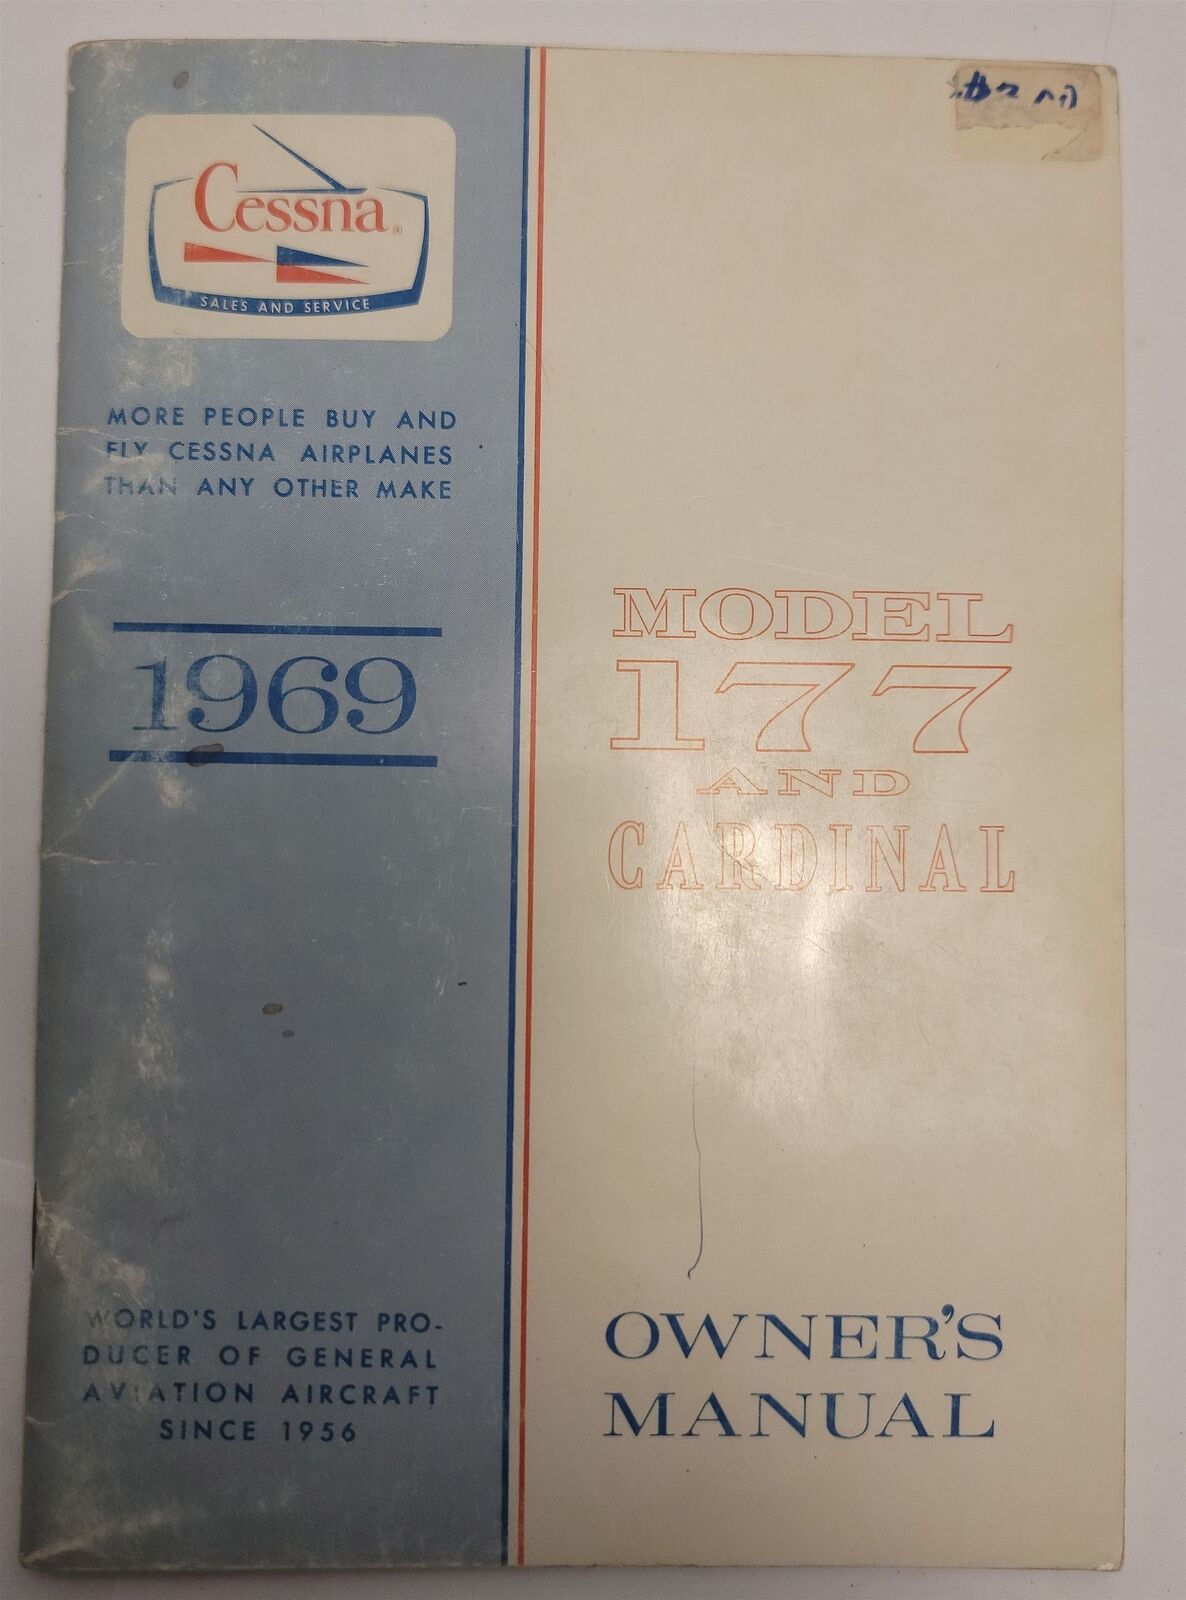 Cessna®
SALES AND SERVICE
MORE PEOPLE BUY AND
FLY CESSNA AIRPLANES
THAN ANY OTHER MAKE
1969
WORLD'S LARGEST PRO-
DUCER OF GENERAL
AVIATION AIRCRAFT
SINCE 1956
MODEL
177
AND
CARDINAL
OWNER'S
MANUAL